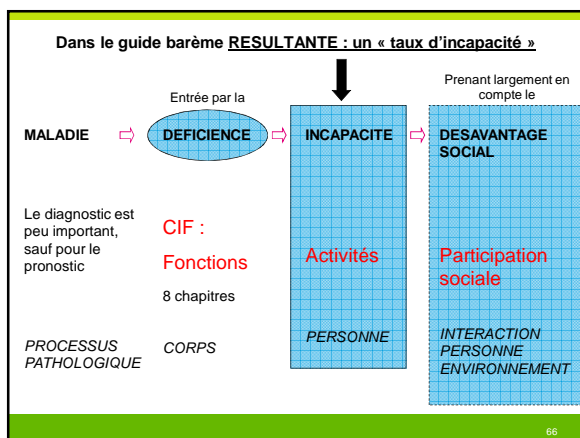 Dans le guide barème RESULTANTE : un « taux d'incapacité »
Entrée par la
Prenant largement en
compte le
MALADIE
DEFICIENCE
INCAPACITE
DESAVANTAGE
SOCIAL
Le diagnostic est
peu important,
sauf pour le
pronostic
CIF :
Fonctions
8 chapitres
Activités
Participation
sociale
PROCESSUS
PATHOLOGIQUE
CORPS
PERSONNE
INTERACTION
PERSONNE
ENVIRONNEMENT
66